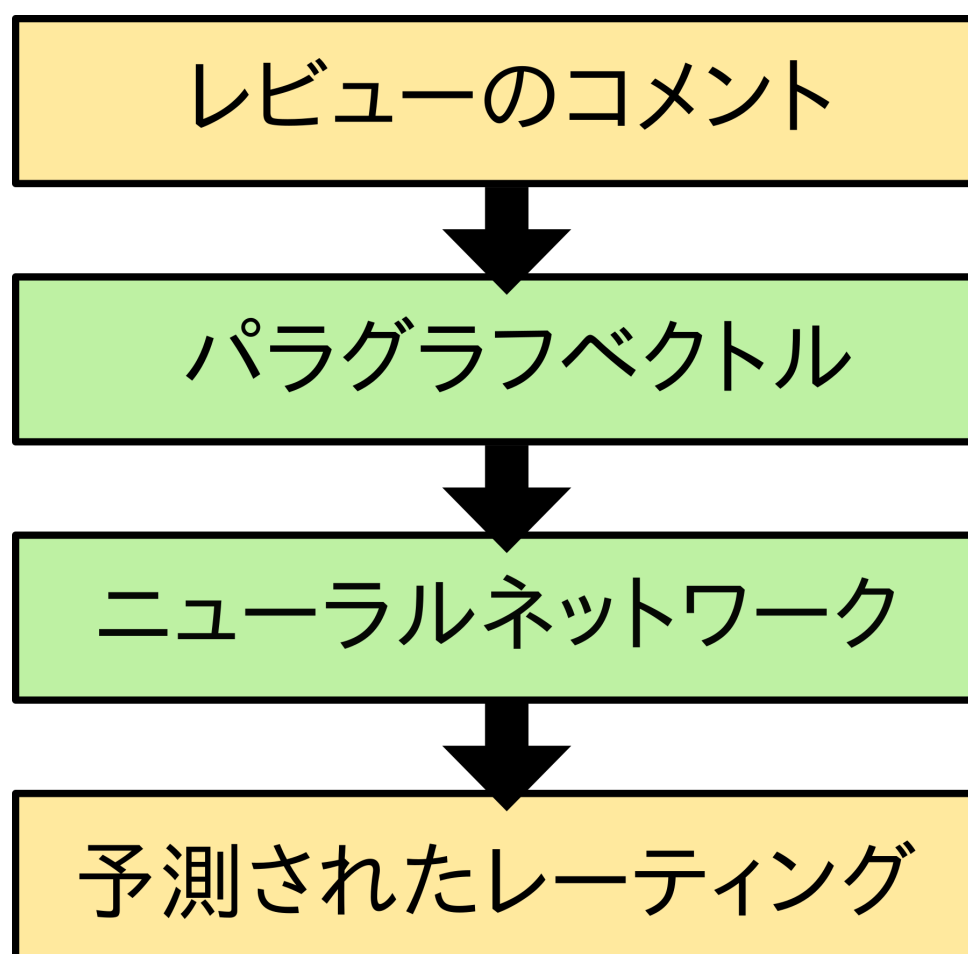 レビューのコメント
パラグラフベクトル
ニューラルネットワーク
予測されたレーティング